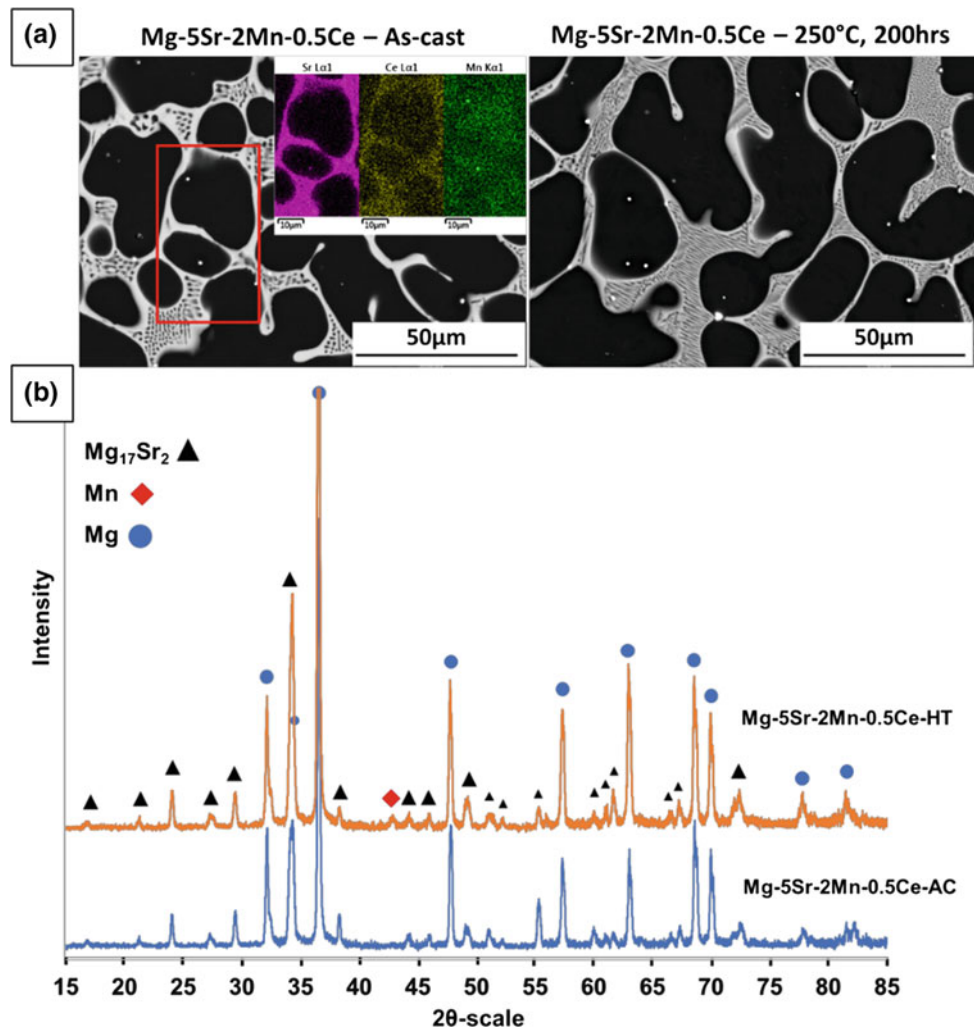 (a)
Mg-5Sr-2Mn-0.5Ce – As-cast
Mg-5Sr-2Mn-0.5Ce – 250°C, 200hrs
Sr Lα1
Ce Lα1
Mn Kα1
10μm
10μm
10μm
50μm
50μm
(b)
Mg₁₇Sr₂
Mn
Mg
Intensity
Mg-5Sr-2Mn-0.5Ce-HT
Mg-5Sr-2Mn-0.5Ce-AC
15 20 25 30 35 40 45 50 55 60 65 70 75 80 85
2θ-scale